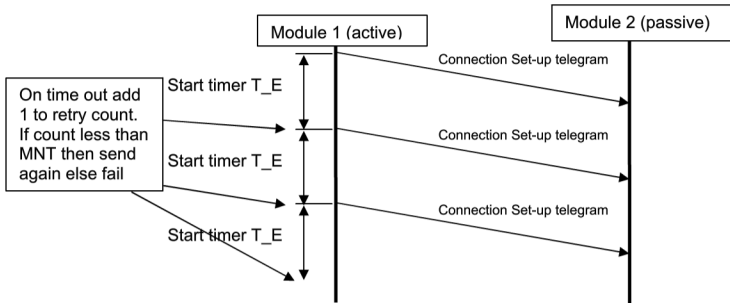 Module 1 (active)
Module 2 (passive)
Connection Set-up telegram
Start timer T_E
On time out add
1 to retry count.
If count less than
MNT then send
again else fail
Connection Set-up telegram
Start timer T_E
Connection Set-up telegram
Start timer T_E